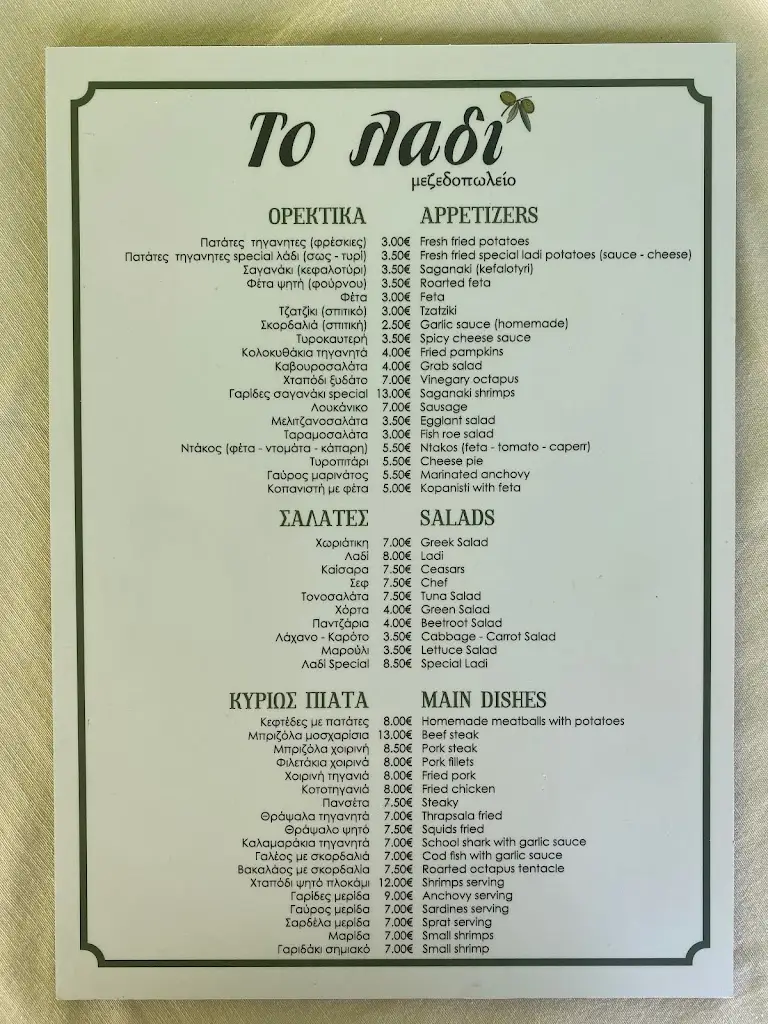 Το λαδι
μεζεδοπωλείο
ΟΡΕΚΤΙΚΑ APPETIZERS
Πατάτες τηγανητες (φρέσκιες) 3.00€ Fresh fried potatoes
Πατάτες τηγανητες special λάδι (σως - τυρί) 3.50€ Fresh fried special ladi potatoes (sauce - cheese)
Σαγανάκι (κεφαλοτύρι) 3.50€ Saganaki (kefalotyri)
Φέτα ψητή (φούρνου) 3.50€ Roarted feta
Φέτα 3,00€ Feta
Τζατζίκι (σπιτικό) 3.00€ Tzatziki
Σκορδαλιά (σπιτική) 2.50€ Garlic sauce (homemade)
Τυροκαυτερή 3.50€ Spicy cheese sauce
Κολοκυθάκια τηγανητά 4.00€ Fried pampkins
Καβουροσαλάτα 4.00€ Grab salad
Χταπόδι ξυδάτο 7.00€ Vinegary octapus
Γαρίδες σαγανάκι special 13.00€ Saganaki shrimps
Λουκάνικο 7.00€ Sausage
Μελιτζανοσαλάτα 3.50€ Egglant salad
Ταραμοσαλάτα 3.00€ Fish roe salad
Ντάκος (φέτα - ντομάτα - κάπαρη) 5.50€ Ntakos (feta - tomato - caperr)
Τυροπιτάρι 5.50€ Cheese pie
Γαύρος μαρινάτος 5.50€ Marinated anchovy
Κοπανιστή με φέτα 5.00€ Kopanisti with feta
ΣΑΛΑΤΕΣ SALADS
Χωριάτικη 7.00€ Greek Salad
Λαδί 8.00€ Ladi
Καίσαρα 7.50€ Ceasars
Σεφ 7.50€ Chef
Τονοσαλάτα 7.50€ Tuna Salad
Χόρτα 4.00€ Green Salad
Παντζάρια 4.00€ Beetroot Salad
Λάχανο - Καρότο 3.50€ Cabbage - Carrot Salad
Μαρούλι 3.50€ Lettuce Salad
Λαδί Special 8.50€ Special Ladi
ΚΥΡΙΩΣ ΠΙΑΤΑ MAIN DISHES
Κεφτέδες με πατάτες 8.00€ Homemade meatballs with potatoes
Μπριζόλα μοσχαρίσια 13.00€ Beef steak
Μπριζόλα χοιρινή 8.50€ Pork steak
Φιλετάκια χοιρινά 8.00€ Pork fillets
Χοιρινή τηγανιά 8.00€ Fried pork
Κοτοτηγανιά 8.00€ Fried chicken
Πανσέτα 7.50€ Steaky
Θράψαλα τηγανητά 7.00€ Thrapsala fried
Θράψαλο ψητό 7.50€ Squids fried
Καλαμαράκια τηγανητά 7.00€ School shark with garlic sauce
Γαλέος με σκορδαλιά 7.00€ Cod fish with garlic sauce
Βακαλάος με σκορδαλία 7.50€ Roarted octapus tentacle
Χταπόδι ψητό πλοκάμι 12.00€ Shrimps serving
Γαρίδες μερίδα 9.00€ Anchovy serving
Γαύρος μερίδα 7.00€ Sardines serving
Σαρδέλα μερίδα 7.00€ Sprat serving
Μαρίδα 7.00€ Small shrimps
Γαριδάκι σημιακό 7.00€ Small shrimp